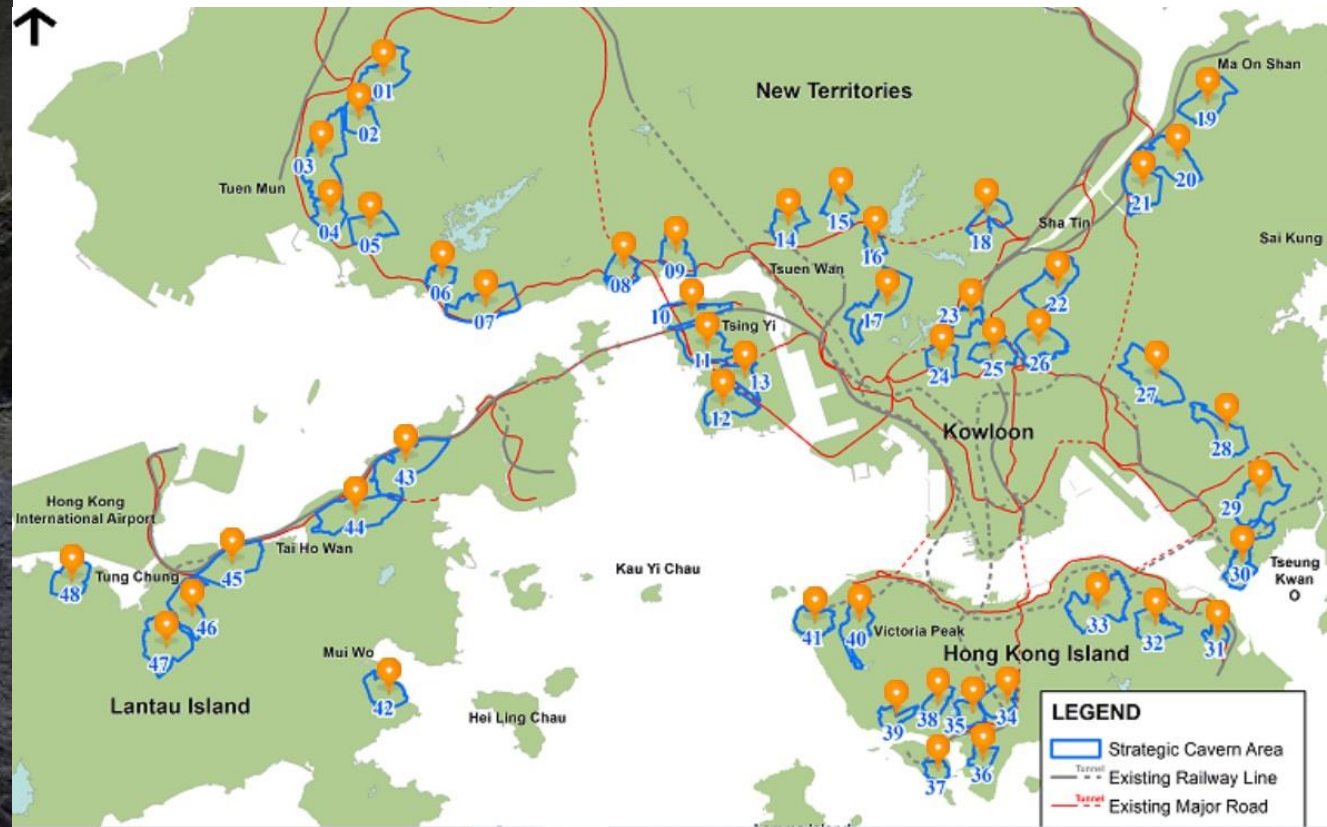 01
Ma On Shan
New Territories
19
02
03
20
Tuen Mun
21
04
05
15
14
16
18
Sha Tin
Sai Kung
06
08
09
Tsuen Wan
22
07
17
23
10
Tsing Yi
24
25
26
11
13
12
27
Kowloon
28
43
Hong Kong
International Airport
44
29
Tai Ho Wan
45
30
Tseung
Kwan
O
Tung Chung
Kau Yi Chau
48
46
41
40
Victoria Peak
33
32
31
47
Mui Wo
Hong Kong Island
42
Lantau Island
Hei Ling Chau
39
38
35
34
37
36
LEGEND
Strategic Cavern Area
Tunnel
Existing Railway Line
Tunnel
Existing Major Road